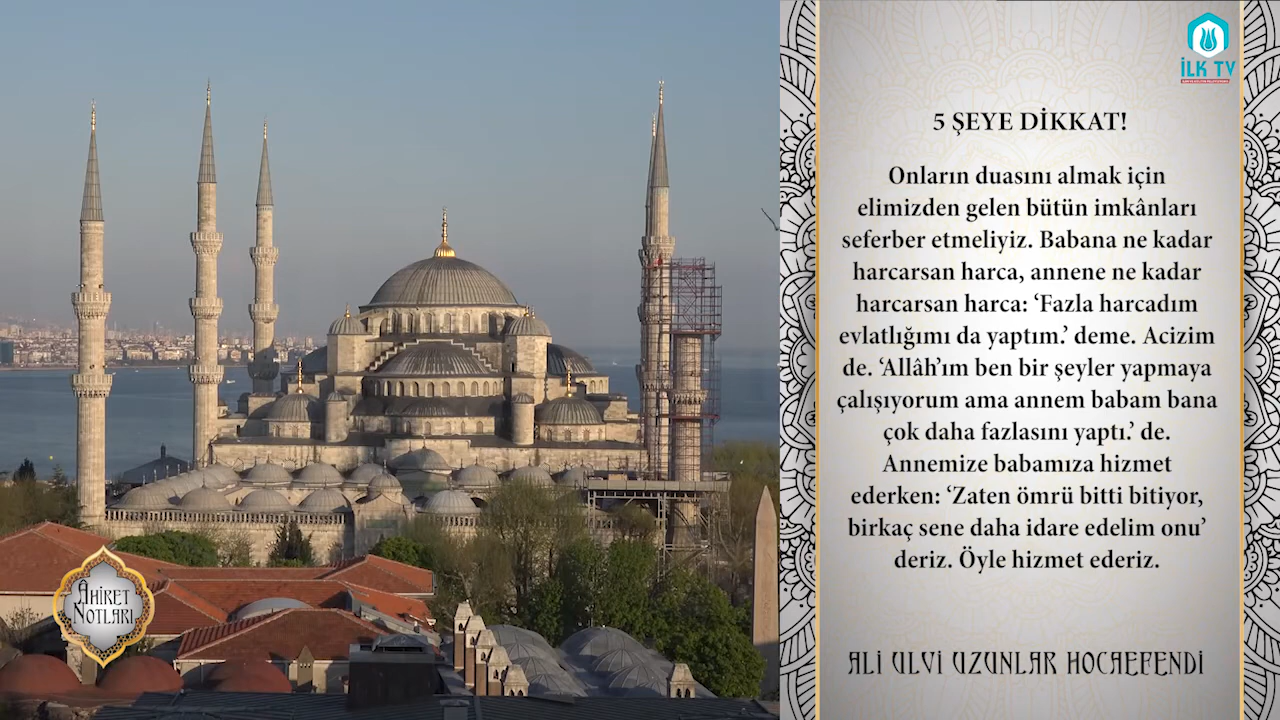 İLK TV
5 ŞEYE DİKKAT!
Onların duasını almak için
elimizden gelen bütün imkânları
seferber etmeliyiz. Babana ne kadar
harcarsan harca, annene ne kadar
harcarsan harca: ‘Fazla harcadım
evlatlığımı da yaptım.’ deme. Acizim
de. ‘Allâh’ım ben bir şeyler yapmaya
çalışıyorum ama annem babam bana
çok daha fazlasını yaptı.’ de.
Annemize babamıza hizmet
ederken: ‘Zaten ömrü bitti bitiyor,
birkaç sene daha idare edelim onu’
deriz. Öyle hizmet ederiz.
ALİ ULVİ UZUNLAR HOCAEFENDİ
AHİRET
NOTLARI